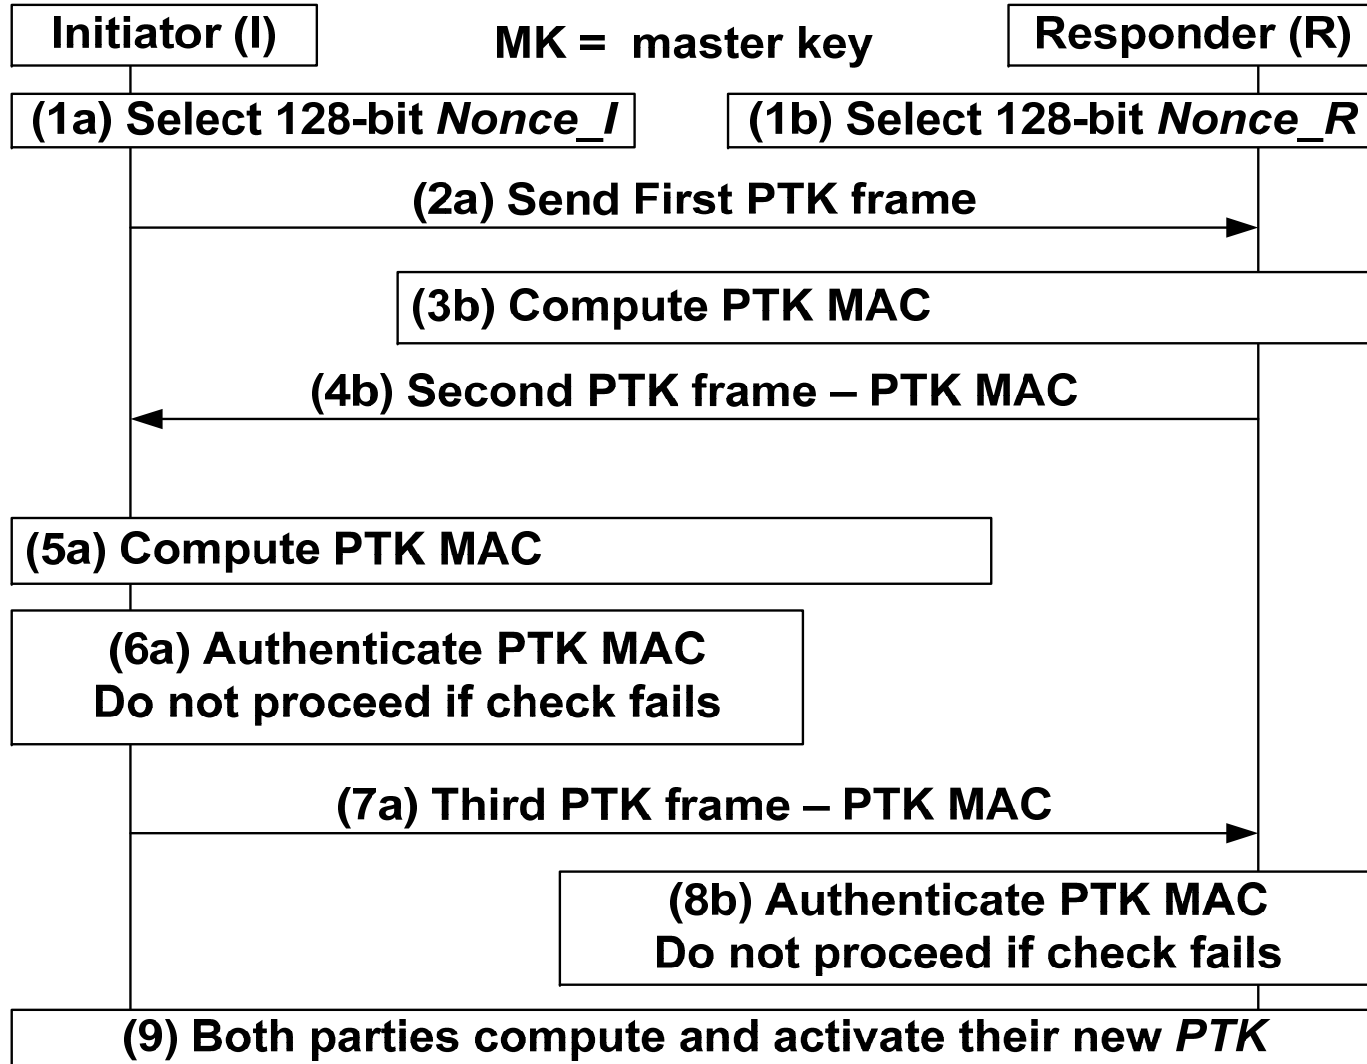 Initiator (I)
MK = master key
Responder (R)
(1a) Select 128-bit Nonce_I
(1b) Select 128-bit Nonce_R
(2a) Send First PTK frame
(3b) Compute PTK MAC
(4b) Second PTK frame – PTK MAC
(5a) Compute PTK MAC
(6a) Authenticate PTK MAC
Do not proceed if check fails
(7a) Third PTK frame – PTK MAC
(8b) Authenticate PTK MAC
Do not proceed if check fails
(9) Both parties compute and activate their new PTK